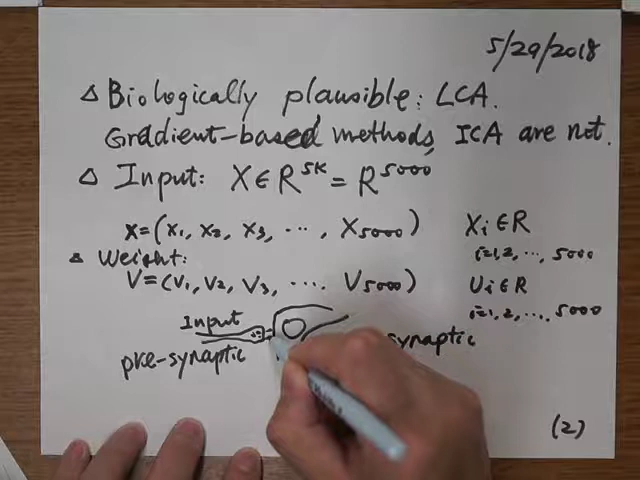 5/29/2018
△ Biologically plausible: LCA.
Gradient-based methods, ICA are not.
△ Input: X∈R^5K = R^5000
x=(x₁, x₂, x₃, ..., x₅₀₀₀) xᵢ∈R
i=1,2, ..., 5000
△ Weight:
V=(v₁, v₂, v₃, ... v₅₀₀₀) vᵢ∈R
i=1,2, ..., 5000
Input
pre-synaptic synaptic
(2)